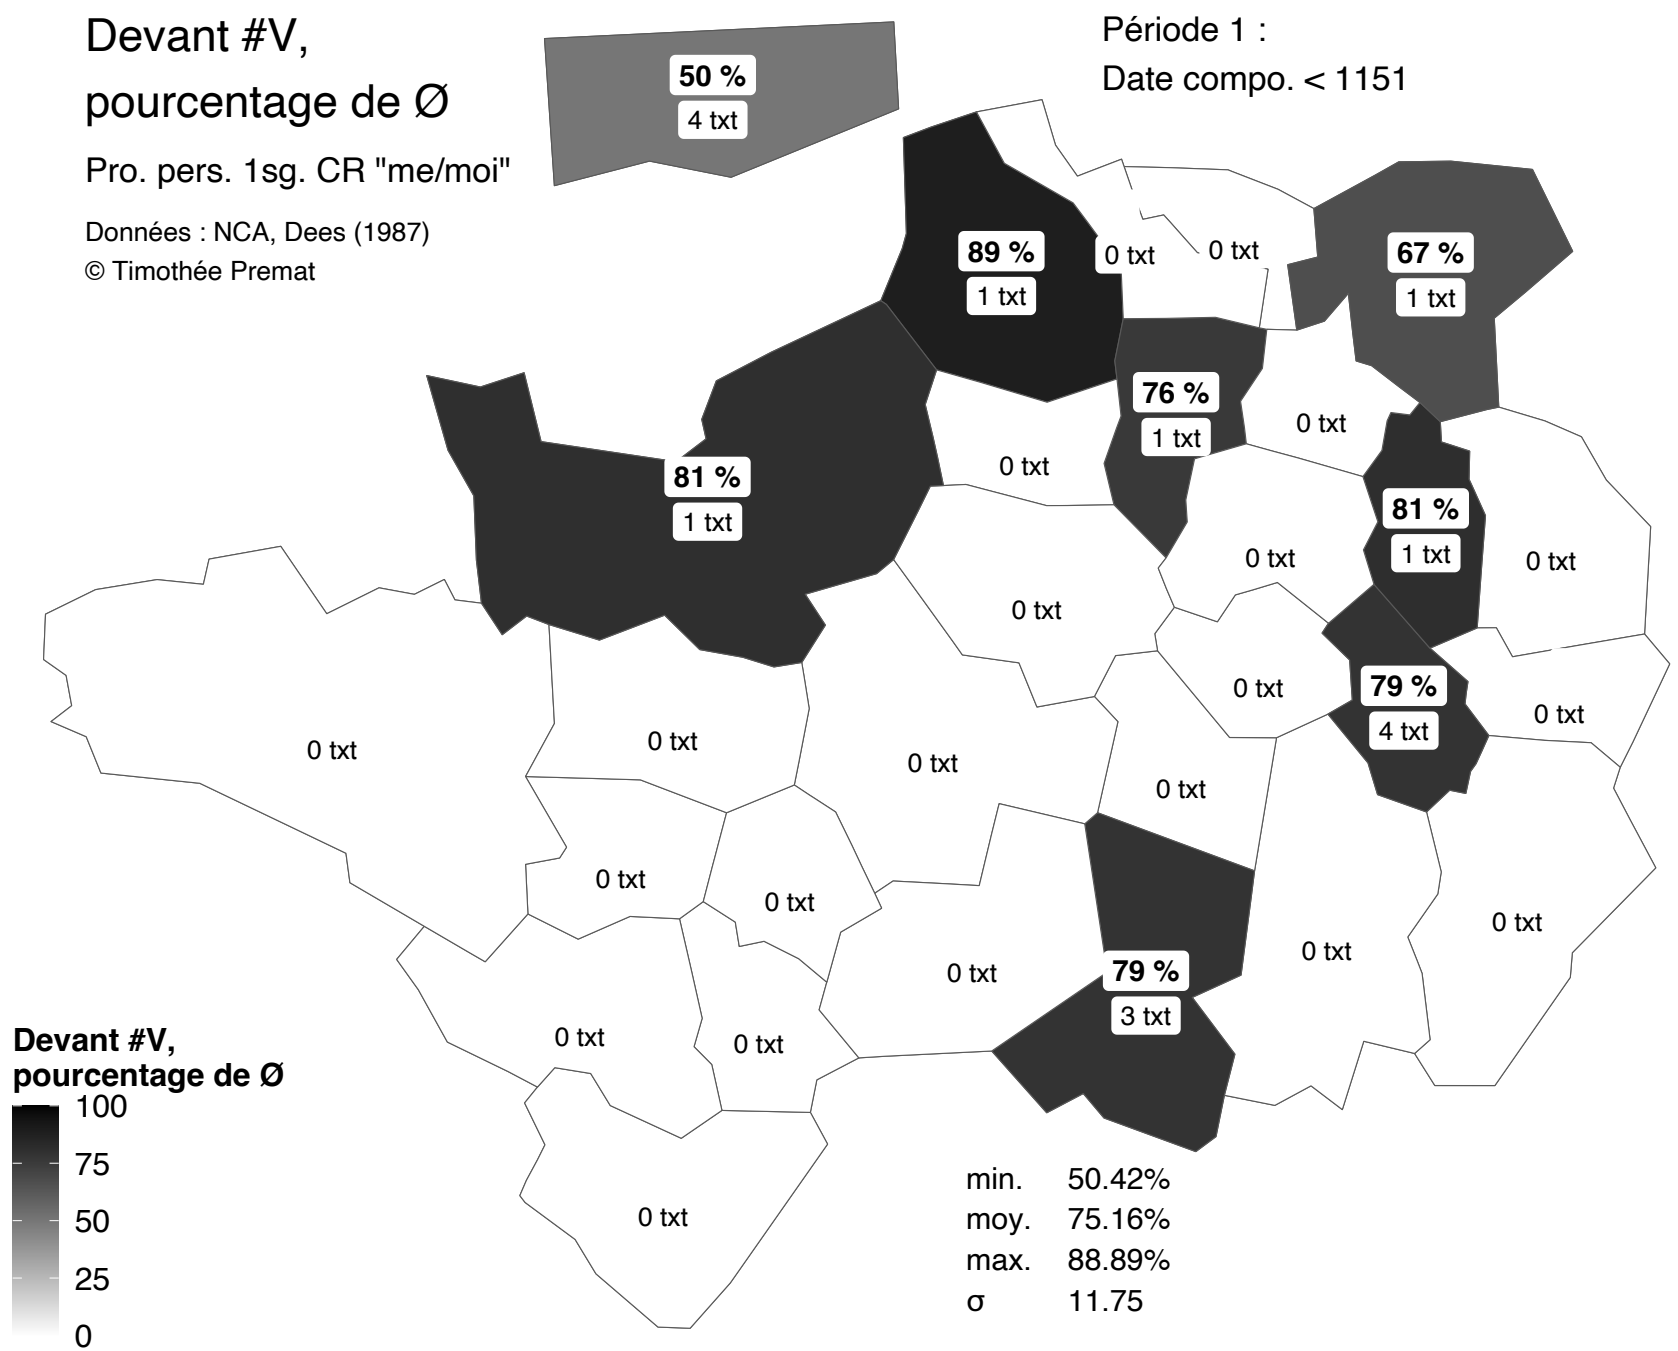 Devant #V,
pourcentage de Ø
Pro. pers. 1sg. CR "me/moi"
Données : NCA, Dees (1987)
© Timothée Premat
Période 1 :
Date compo. < 1151
50 %
4 txt
89 %
1 txt
0 txt
0 txt
67 %
1 txt
76 %
1 txt
0 txt
0 txt
81 %
1 txt
81 %
1 txt
0 txt
0 txt
0 txt
0 txt
79 %
4 txt
0 txt
0 txt
0 txt
0 txt
0 txt
0 txt
0 txt
0 txt
0 txt
0 txt
0 txt
79 %
3 txt
0 txt
0 txt
0 txt
Devant #V,
pourcentage de Ø
100
75
50
25
0
min. 50.42%
moy. 75.16%
max. 88.89%
σ 11.75